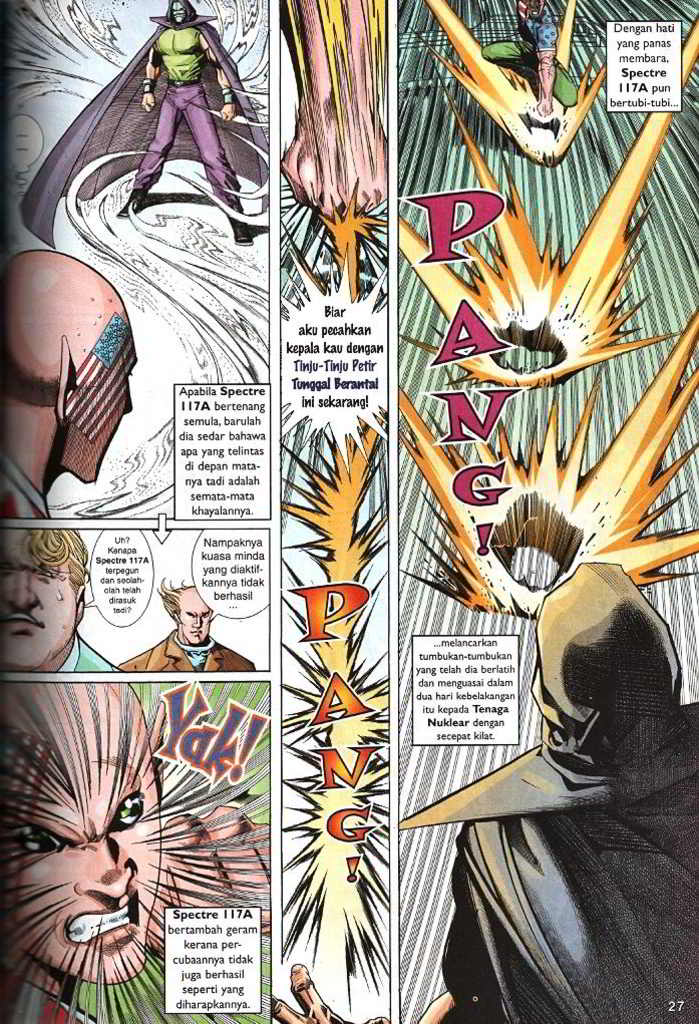 Apabila Spectre
117A bertenang
semula, barulah
dia sedar bahawa
apa yang telintas
di depan mata-
nya tadi adalah
semata-mata
khayalannya.
Uh?
Kenapa
Spectre 117A
terpegun
dan seolah-
olah telah
dirasuk
tadi?
Nampaknya
kuasa minda
yang diaktif-
kannya tidak
berhasil
...
Yak!
Spectre 117A
bertambah geram
kerana per-
cubaannya tidak
juga berhasil
seperti yang
diharapkannya.
Biar
aku pecahkan
kepala kau dengan
Tinju-Tinju Petir
Tunggal Berantai
ini sekarang!
PANG!
Dengan hati
yang panas
membara,
Spectre
117A pun
bertubi-tubi...
PANG!
...melancarkan
tumbukan-tumbukan
yang telah dia berlatih
dan menguasai dalam
dua hari kebelakangan
itu kepada Tenaga
Nuklear dengan
secepat kilat.
27